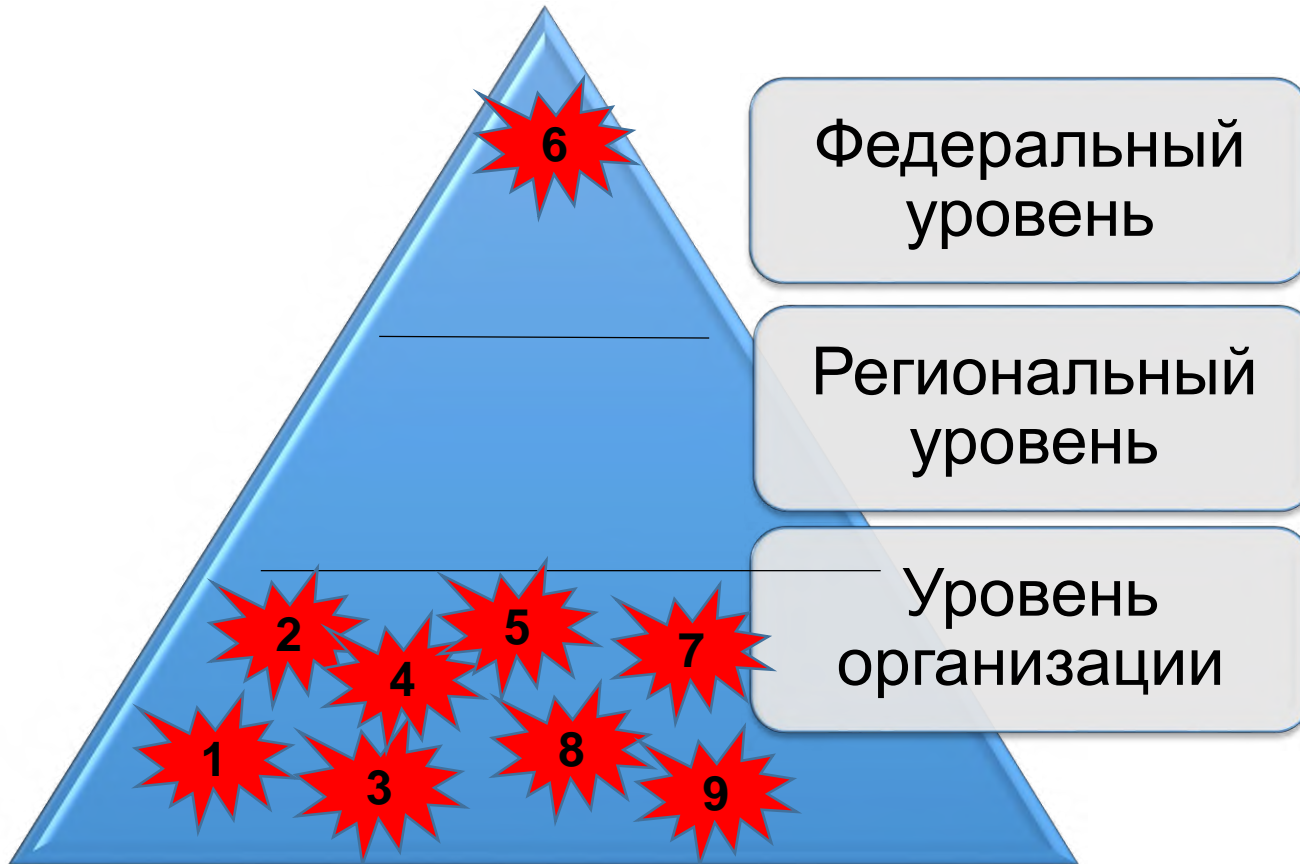 6
Федеральный
уровень
Региональный
уровень
Уровень
организации
2
5
7
4
1
8
3
9